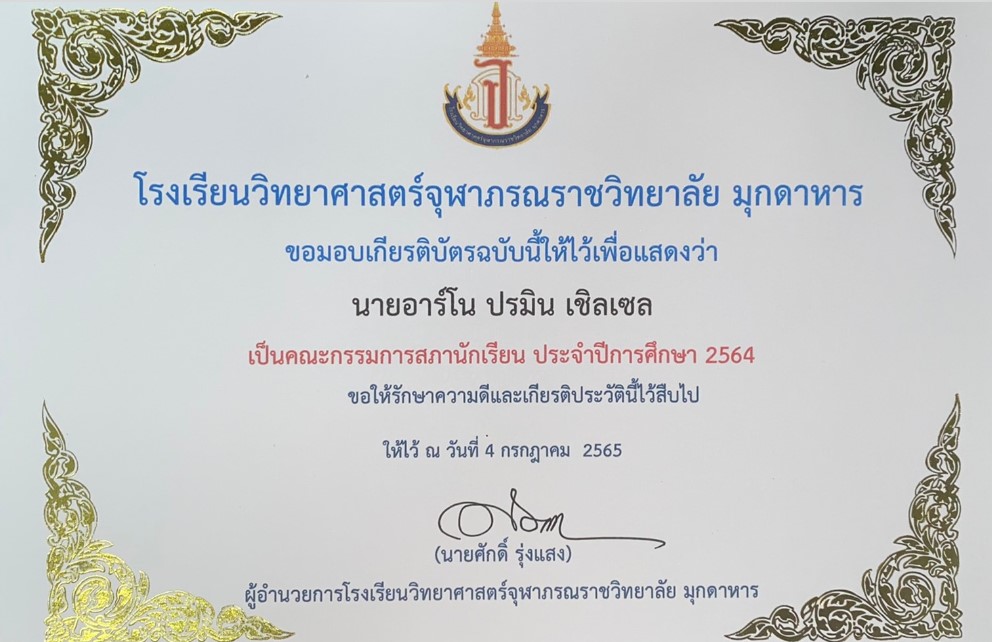 โรงเรียนวิทยาศาสตร์จุฬาภรณราชวิทยาลัย มุกดาหาร
ขอมอบเกียรติบัตรฉบับนี้ให้ไว้เพื่อแสดงว่า
นายอาร์โน ปรมิน เชิลเซล
เป็นคณะกรรมการสภานักเรียน ประจำปีการศึกษา 2564
ขอให้รักษาความดีและเกียรติประวัตินี้ไว้สืบไป
ให้ไว้ ณ วันที่ 4 กรกฎาคม 2565
(นายศักดิ์ รุ่งแสง)
ผู้อำนวยการโรงเรียนวิทยาศาสตร์จุฬาภรณราชวิทยาลัย มุกดาหาร